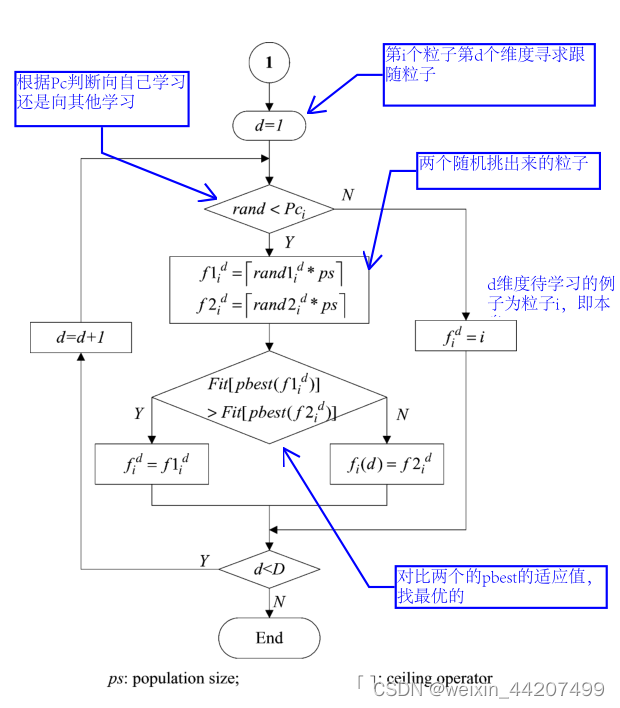 1
第i个粒子第d个维度寻求跟
随粒子
根据Pc判断向自己学习
还是向其他学习
d=1
两个随机挑出来的粒子
N
rand < Pc_i
Y
f1_i^d = ⌈rand1_i^d * ps⌉
f2_i^d = ⌈rand2_i^d * ps⌉
d维度待学习的例
子为粒子i，即本
d=d+1
f_i^d = i
Fit[pbest(f1_i^d)]
> Fit[pbest(f2_i^d)]
Y
N
f_i^d = f1_i^d
f_i(d) = f2_i^d
Y
d<D
对比两个的pbest的适应值，
找最优的
N
End
ps: population size;
⌈ ⌉: ceiling operator
CSDN @weixin_44207499